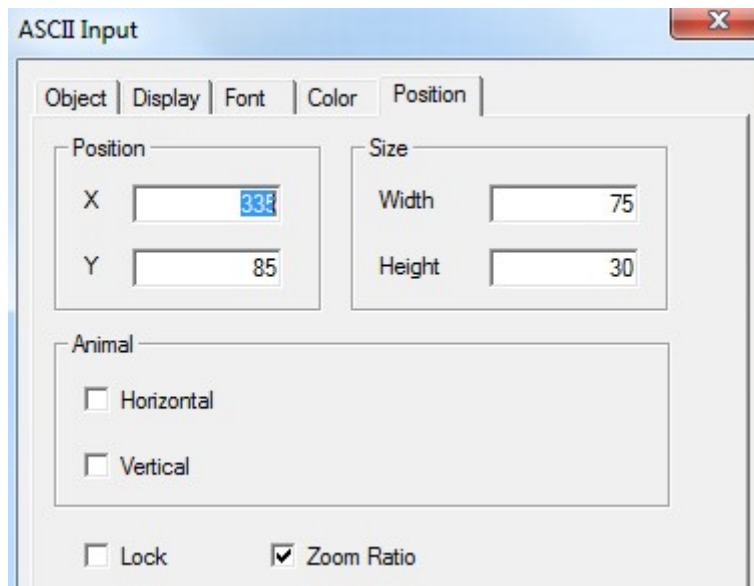 ASCII Input
Object Display Font Color Position
Position
X 335
Y 85
Size
Width 75
Height 30
Animal
Horizontal
Vertical
Lock Zoom Ratio